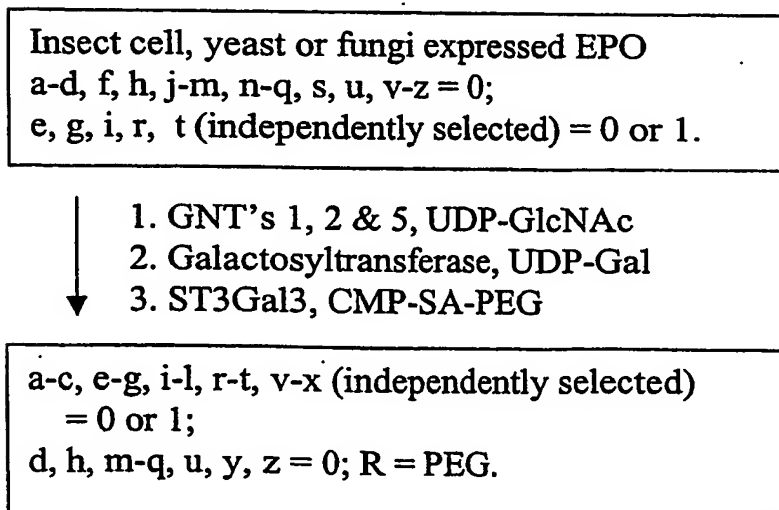 Insect cell, yeast or fungi expressed EPO
a-d, f, h, j-m, n-q, s, u, v-z = 0;
e, g, i, r, t (independently selected) = 0 or 1.
1. GNT's 1, 2 & 5, UDP-GlcNAc
2. Galactosyltransferase, UDP-Gal
3. ST3Gal3, CMP-SA-PEG
a-c, e-g, i-l, r-t, v-x (independently selected)
= 0 or 1;
d, h, m-q, u, y, z = 0; R = PEG.